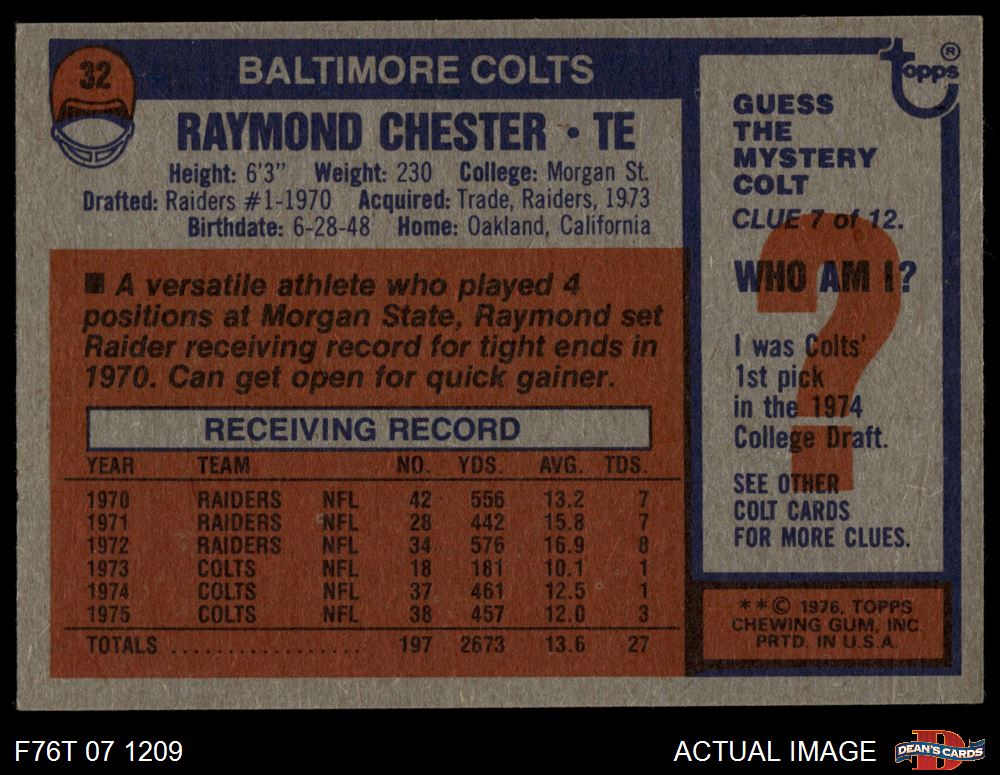 32
BALTIMORE COLTS
RAYMOND CHESTER • TE
Height: 6'3" Weight: 230 College: Morgan St.
Drafted: Raiders #1-1970 Acquired: Trade, Raiders, 1973
Birthdate: 6-28-48 Home: Oakland, California
■ A versatile athlete who played 4
positions at Morgan State, Raymond set
Raider receiving record for tight ends in
1970. Can get open for quick gainer.
RECEIVING RECORD
YEAR TEAM NO. YDS. AVG. TDS.
1970 RAIDERS NFL 42 556 13.2 7
1971 RAIDERS NFL 28 442 15.8 7
1972 RAIDERS NFL 34 576 16.9 8
1973 COLTS NFL 18 181 10.1 1
1974 COLTS NFL 37 461 12.5 1
1975 COLTS NFL 38 457 12.0 3
TOTALS ................. 197 2673 13.6 27
Topps®
GUESS
THE
MYSTERY
COLT
CLUE 7 of 12.
WHO AM I?
?
I was Colts'
1st pick
in the 1974
College Draft.
SEE OTHER
COLT CARDS
FOR MORE CLUES.
**© 1976, TOPPS
CHEWING GUM, INC.
PRTD. IN U.S.A.
F76T 07 1209
ACTUAL IMAGE
D
DEAN'S CARDS